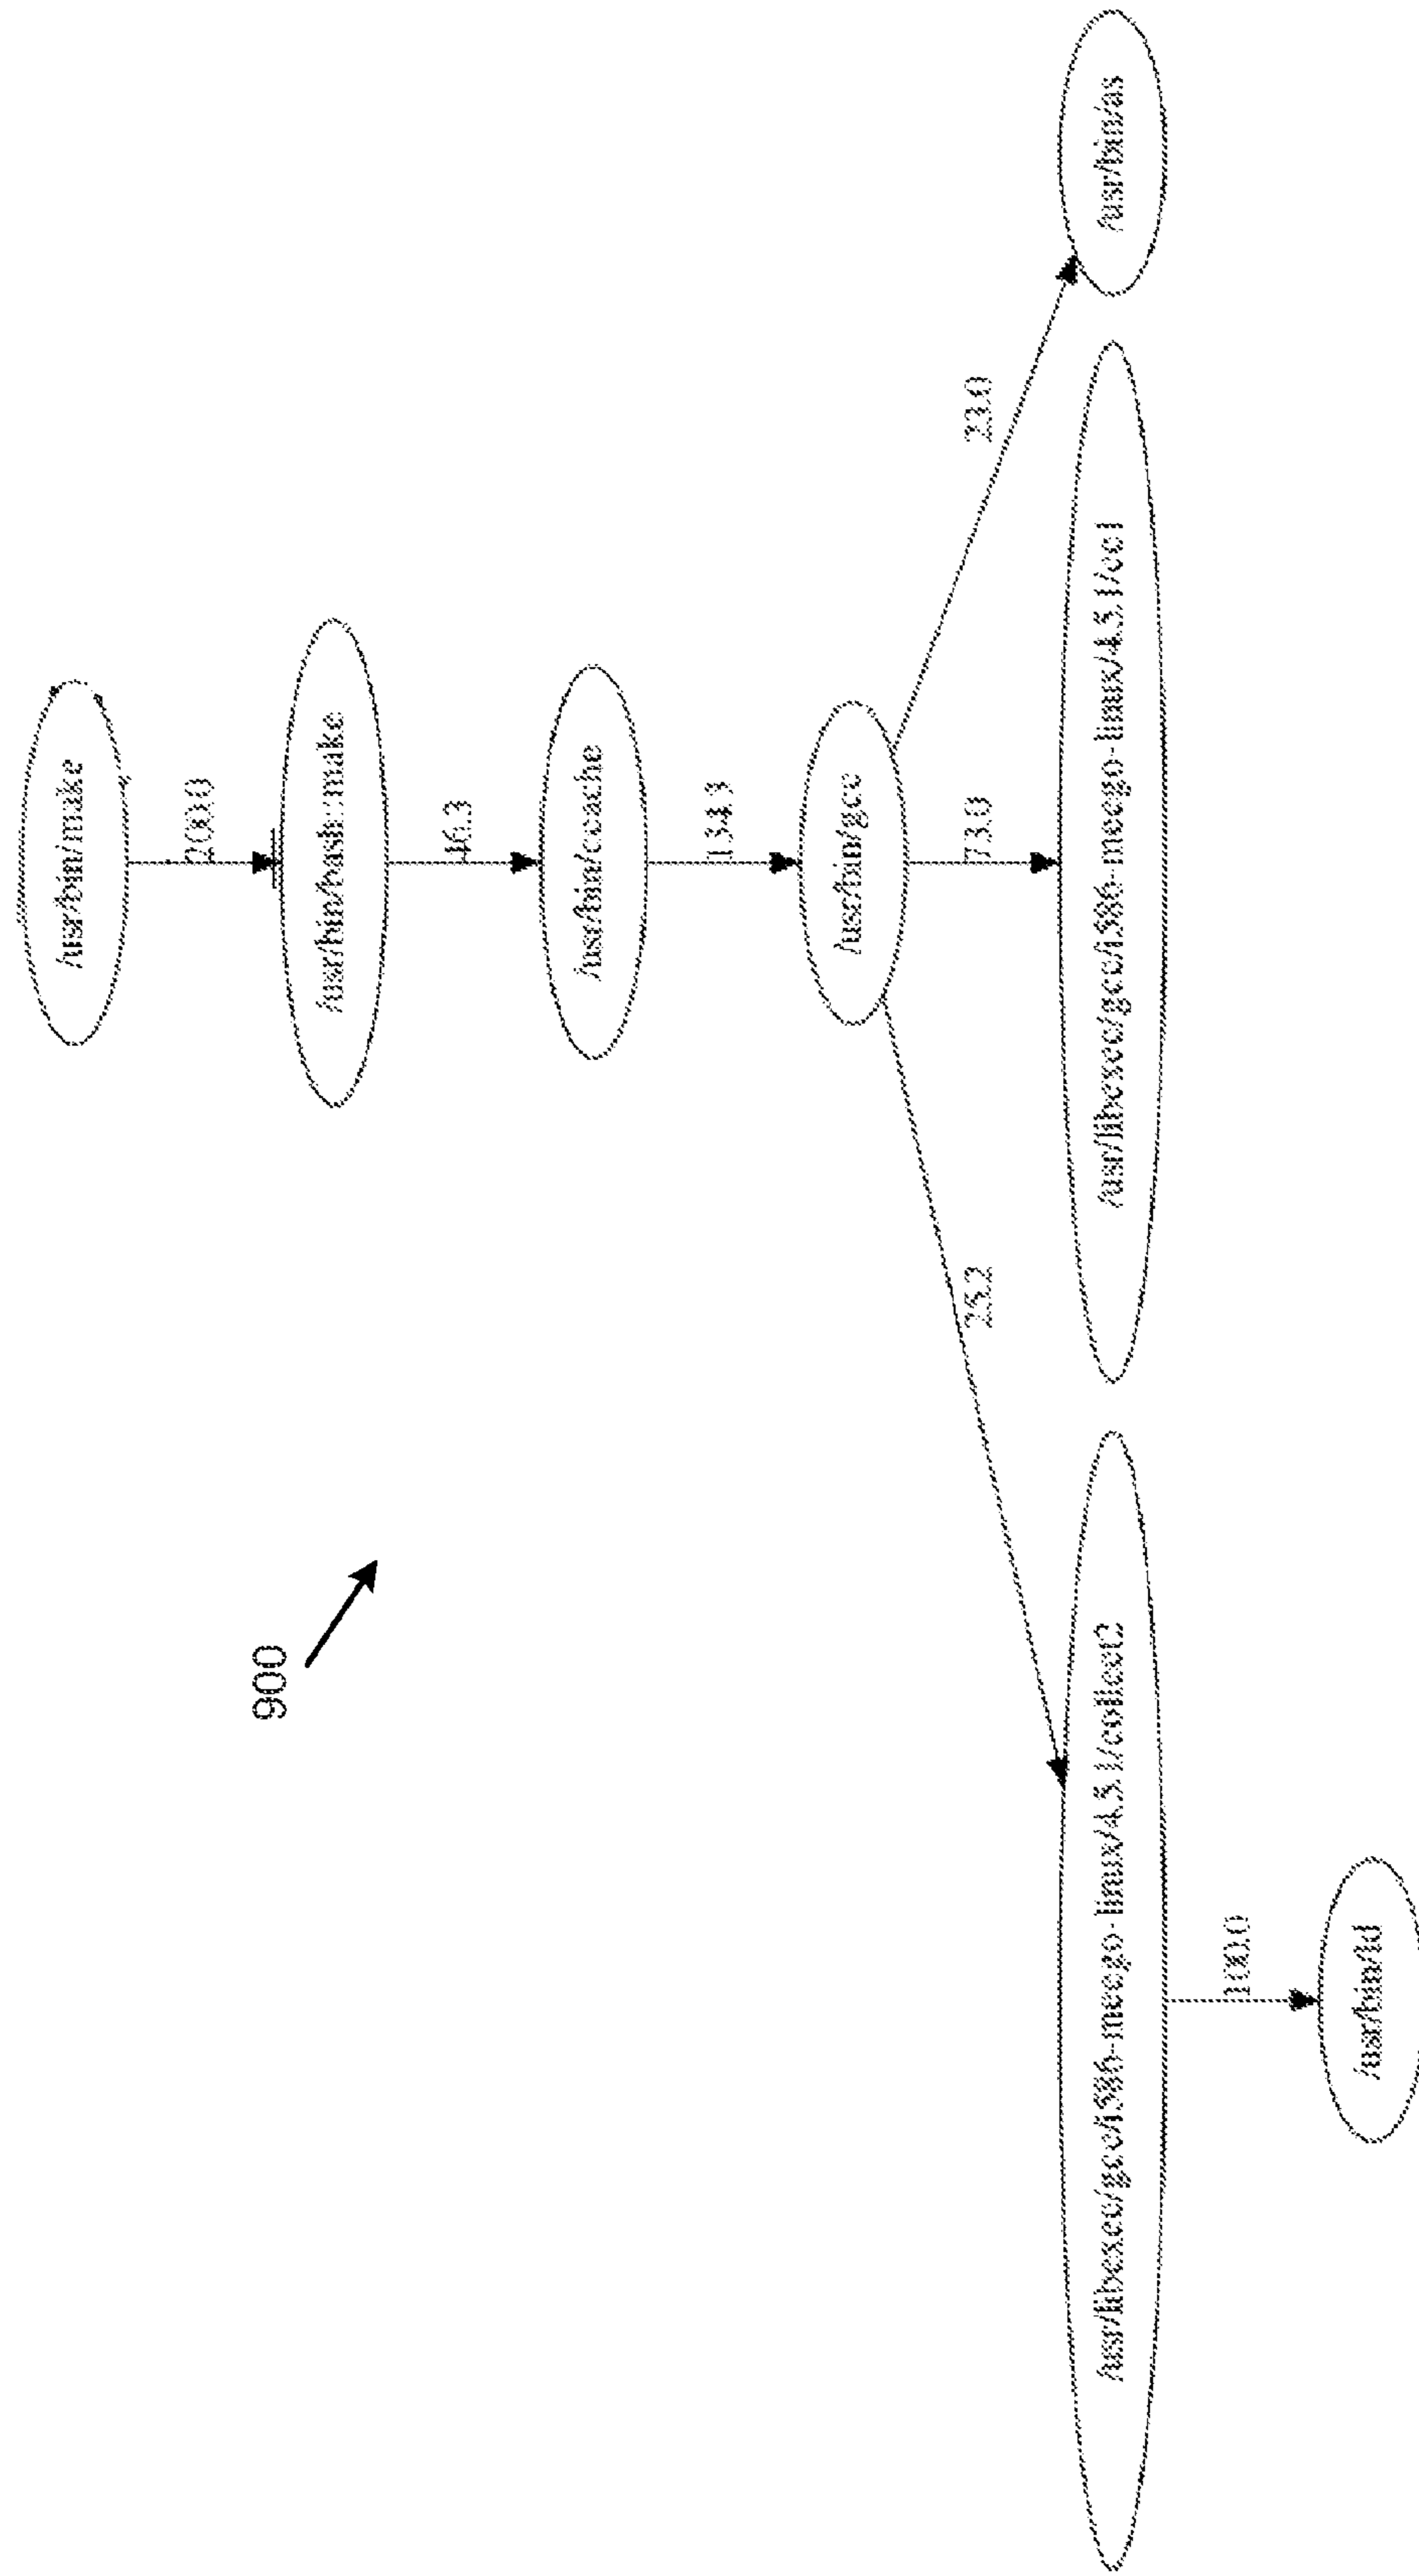 900
/usr/bin/make
200.0
/usr/bin/bash::make
46.3
/usr/bin/ccache
134.3
/usr/bin/gcc
25.2
73.0
23.0
/usr/libexec/gcc/i586-meego-linux/4.5.1/collect2
/usr/libexec/gcc/i586-meego-linux/4.5.1/cc1
/usr/bin/as
100.0
/usr/bin/ld